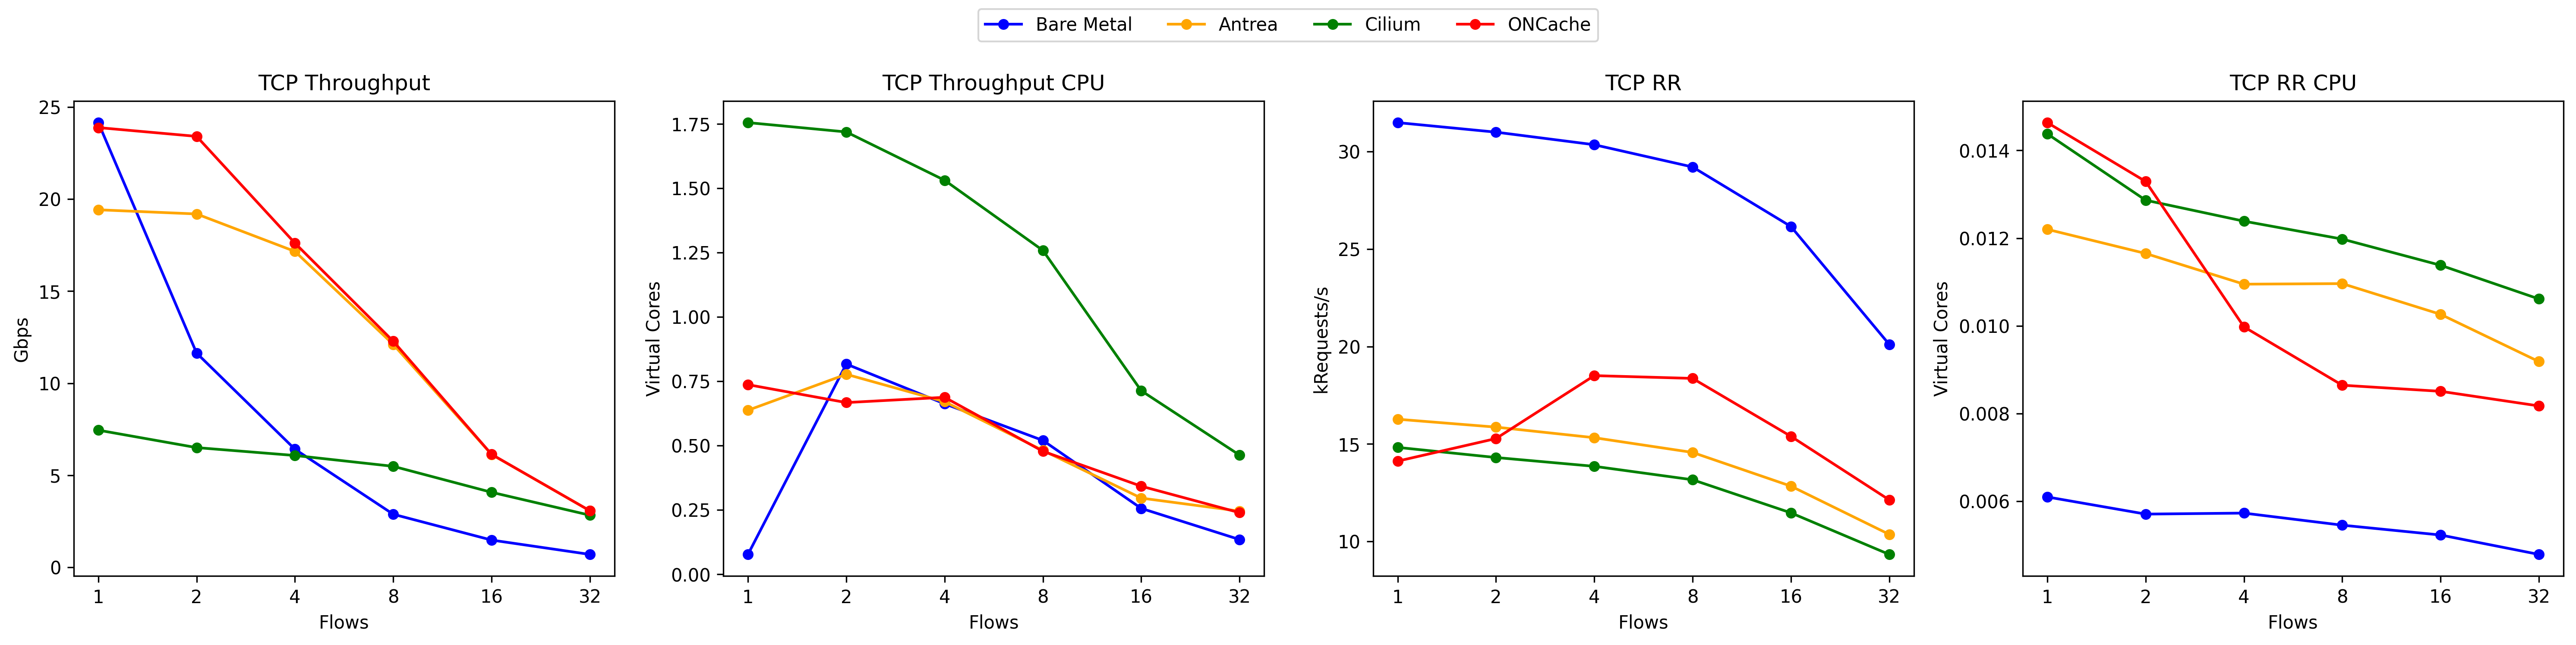 Bare Metal Antrea Cilium ONCache
TCP Throughput
25
20
15
10
5
0
Gbps
1 2 4 8 16 32
Flows
TCP Throughput CPU
1.75
1.50
1.25
1.00
0.75
0.50
0.25
0.00
Virtual Cores
1 2 4 8 16 32
Flows
TCP RR
30
25
20
15
10
kRequests/s
1 2 4 8 16 32
Flows
TCP RR CPU
0.014
0.012
0.010
0.008
0.006
Virtual Cores
1 2 4 8 16 32
Flows